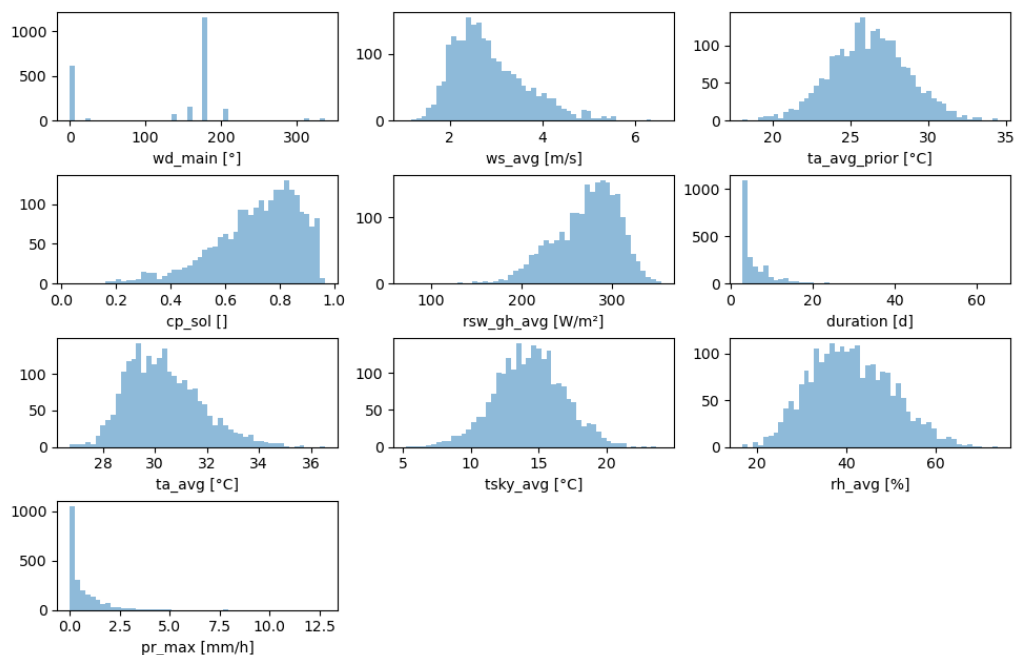 1000
500
0
0 100 200 300
wd_main [°]
100
0
2 4 6
ws_avg [m/s]
100
50
0
20 25 30 35
ta_avg_prior [°C]
100
50
0
0.0 0.2 0.4 0.6 0.8 1.0
cp_sol []
100
0
100 200 300
rsw_gh_avg [W/m²]
1000
500
0
0 20 40 60
duration [d]
100
50
0
28 30 32 34 36
ta_avg [°C]
100
50
0
5 10 15 20
tsky_avg [°C]
100
50
0
20 40 60
rh_avg [%]
1000
500
0
0.0 2.5 5.0 7.5 10.0 12.5
pr_max [mm/h]